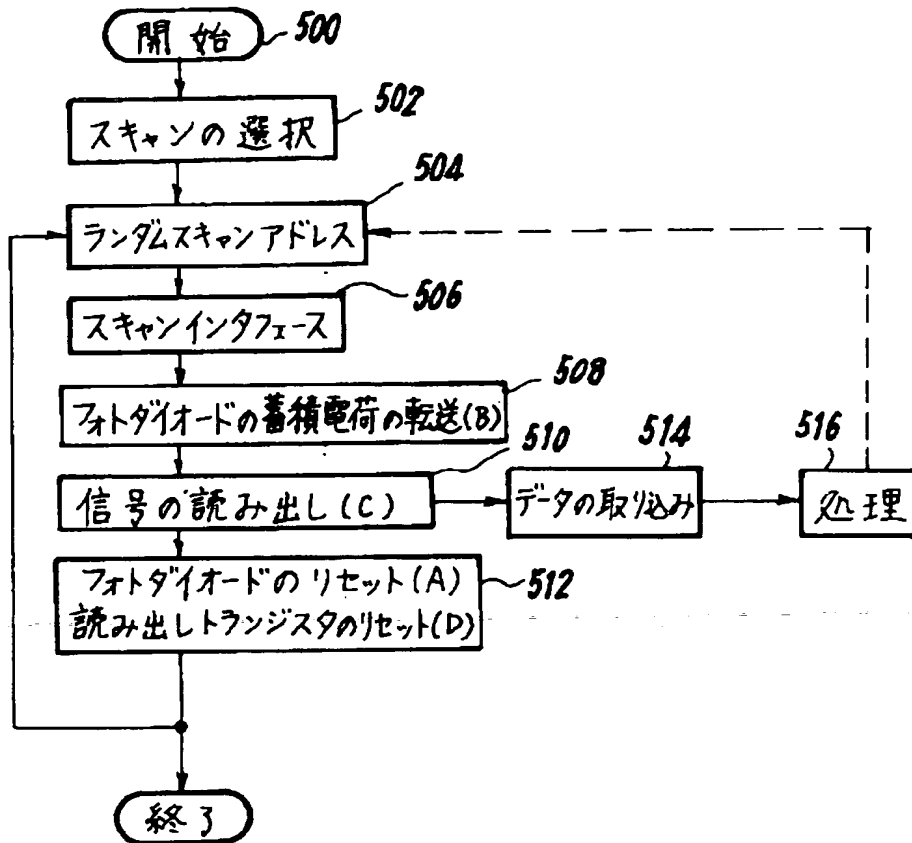 開始
500
スキャンの選択
502
ランダムスキャンアドレス
504
スキャンインタフェース
506
フォトダイオードの蓄積電荷の転送(B)
508
信号の読み出し(C)
510
データの取り込み
514
処理
516
フォトダイオードのリセット(A)
読み出しトランジスタのリセット(D)
512
終了